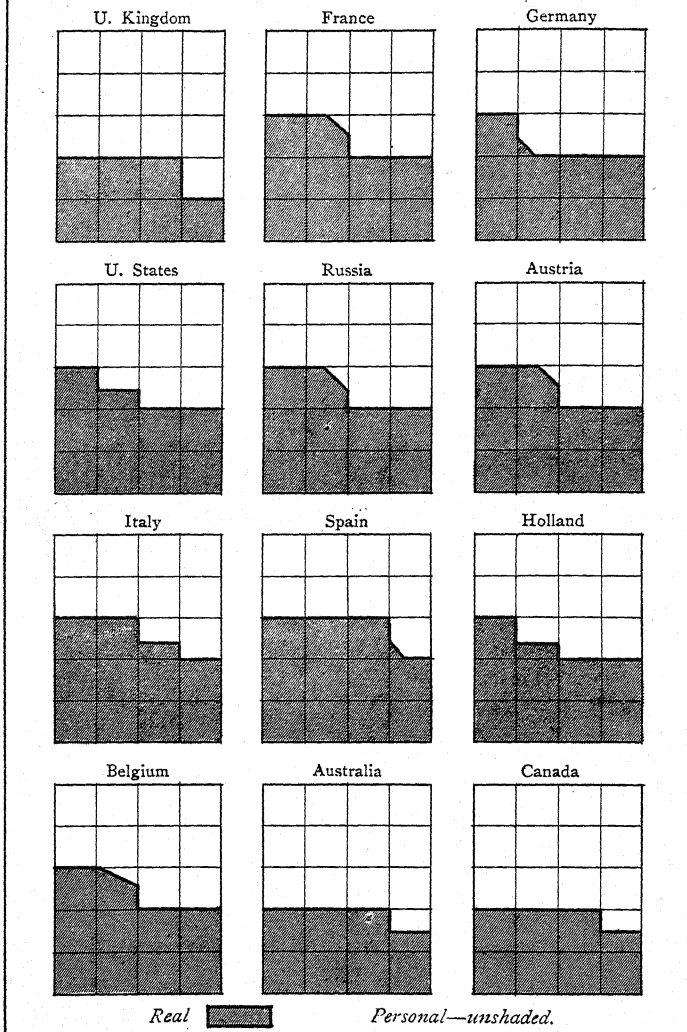 U. Kingdom France Germany
U. States Russia Austria
Italy Spain Holland
Belgium Australia Canada
Real Personal—unshaded.